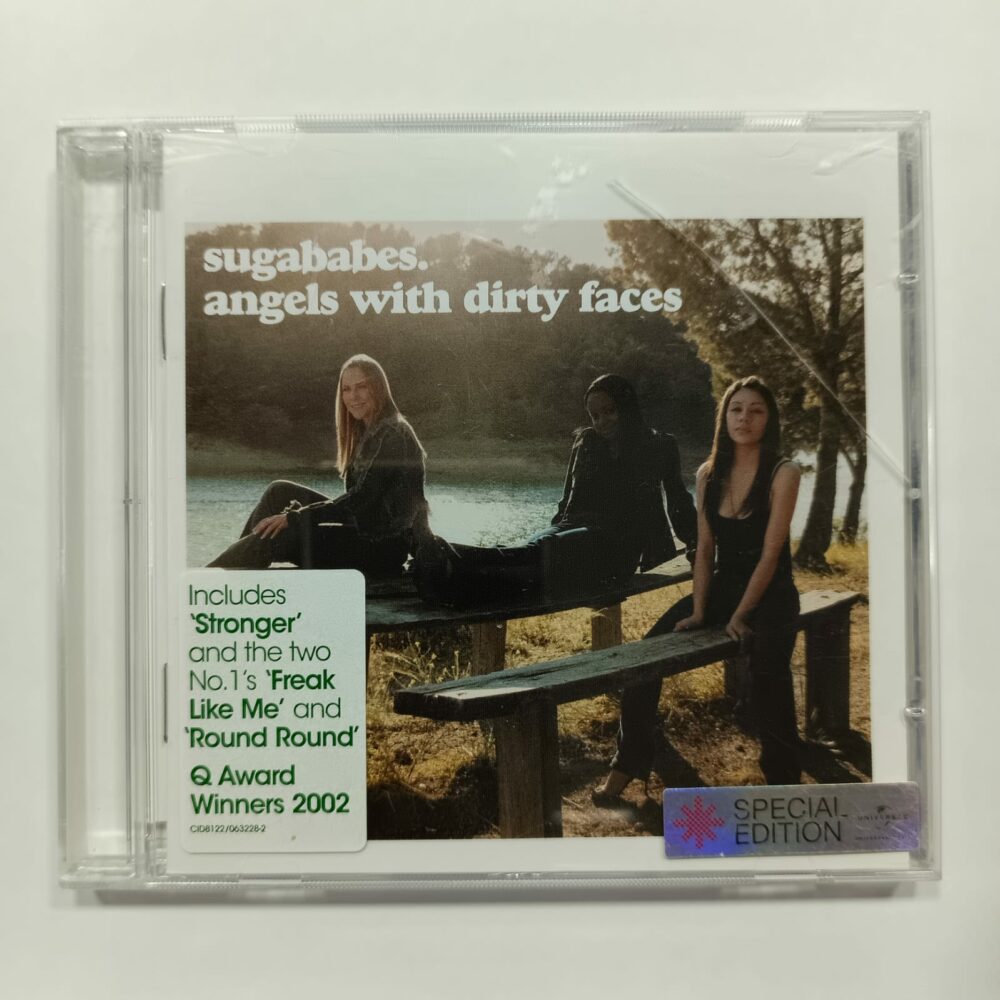 sugababes.
angels with dirty faces
Includes
'Stronger'
and the two
No.1's 'Freak
Like Me' and
'Round Round'
Q Award
Winners 2002
CID8122/063228-2
SPECIAL
EDITION
UNIVERSAL